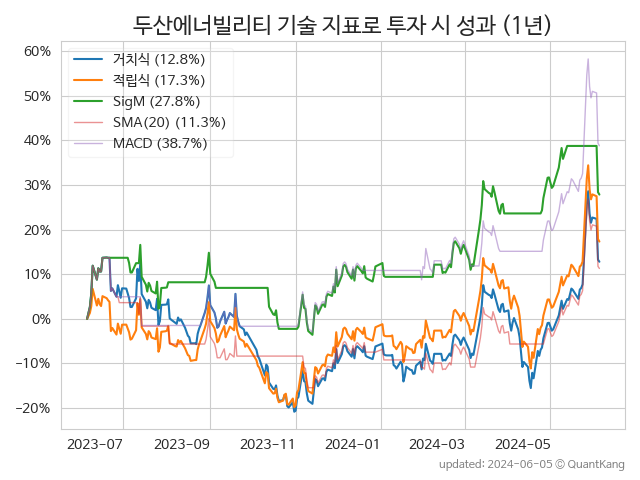 두산에너빌리티 기술 지표로 투자 시 성과 (1년)
거치식 (12.8%)
적립식 (17.3%)
SigM (27.8%)
SMA(20) (11.3%)
MACD (38.7%)
60%
50%
40%
30%
20%
10%
0%
−10%
−20%
2023-07 2023-09 2023-11 2024-01 2024-03 2024-05
updated: 2024-06-05 © QuantKang